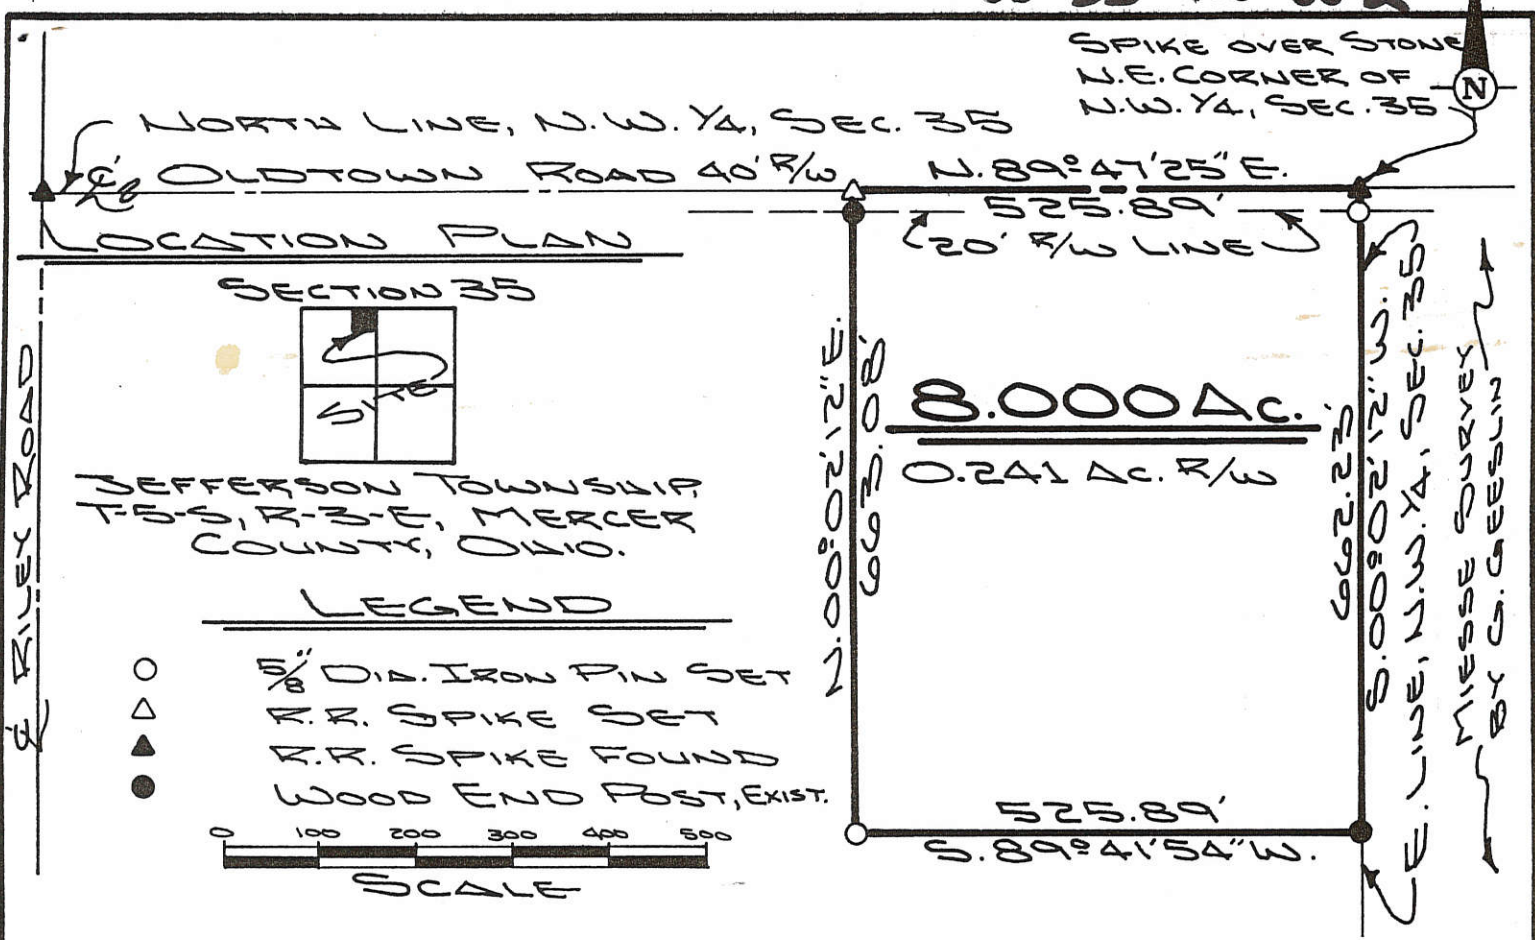 SPIKE OVER STONE
N.E. CORNER OF
N.W. ¼, SEC. 35
N
NORTH LINE, N.W. ¼, SEC. 35
℄ OLDTOWN ROAD 40' R/W
N. 89°47'25" E.
525.89'
20' R/W LINE
LOCATION PLAN
SECTION 35
SITE
JEFFERSON TOWNSHIP,
T-5-S, R-3-E, MERCER
COUNTY, OHIO.
℄ RILEY ROAD
LEGEND
5/8" DIA. IRON PIN SET
R.R. SPIKE SET
R.R. SPIKE FOUND
WOOD END POST, EXIST.
0 100 200 300 400 500
SCALE
N. 00°02'12" E.
663.08'
8.000 AC.
0.241 AC. R/W
662.23'
S. 00°02'12" W.
E. LINE, N.W. ¼, SEC. 35
MIESSE SURVEY
BY G. GEESLIN
525.89'
S. 89°41'54" W.